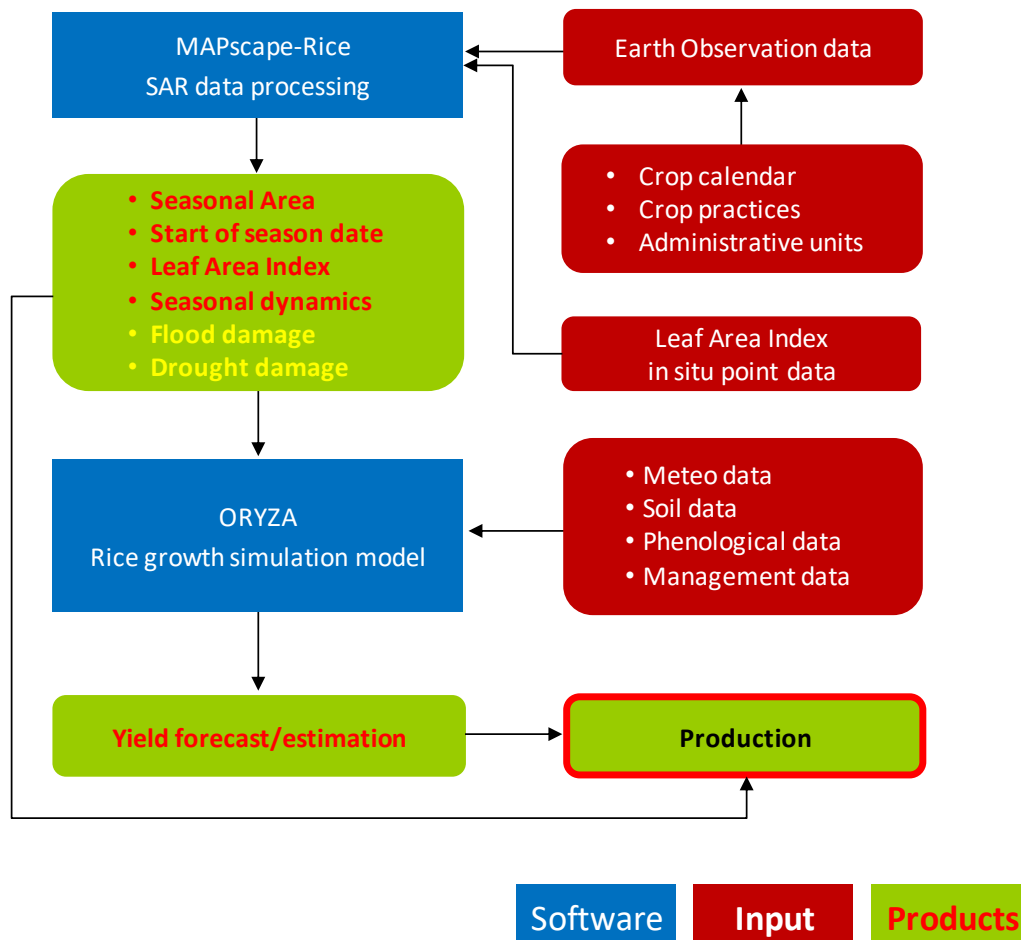 MAPscape-Rice
SAR data processing
Earth Observation data
• Crop calendar
• Crop practices
• Administrative units
• Seasonal Area
• Start of season date
• Leaf Area Index
• Seasonal dynamics
• Flood damage
• Drought damage
Leaf Area Index
in situ point data
ORYZA
Rice growth simulation model
• Meteo data
• Soil data
• Phenological data
• Management data
Yield forecast/estimation
Production
Software
Input
Products